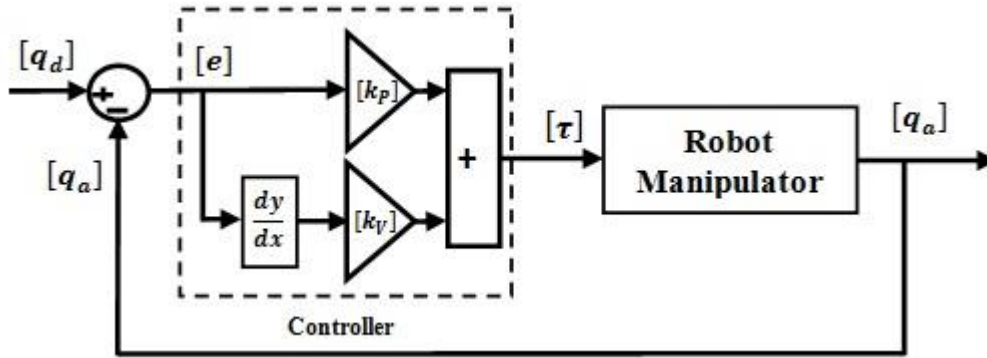 [q_d]
+
−
[e]
[k_P]
[τ]
Robot
Manipulator
[q_a]
[q_a]
dy
dx
[k_V]
+
Controller